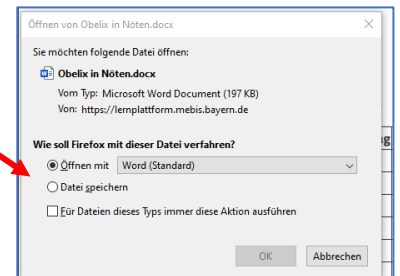 Öffnen von Obelix in Nöten.docx
Sie möchten folgende Datei öffnen:
Obelix in Nöten.docx
Vom Typ: Microsoft Word Document (197 KB)
Von: https://lernplattform.mebis.bayern.de
Wie soll Firefox mit dieser Datei verfahren?
Öffnen mit Word (Standard)
Datei speichern
Für Dateien dieses Typs immer diese Aktion ausführen
OK Abbrechen